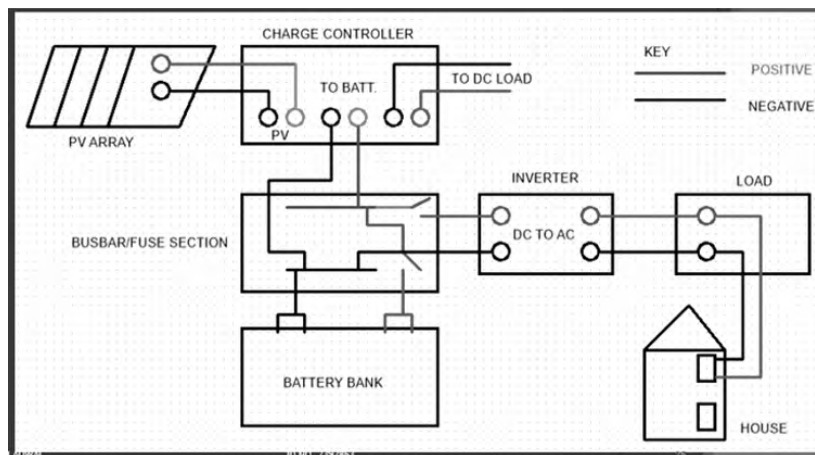 CHARGE CONTROLLER
KEY
POSITIVE
TO DC LOAD
TO BATT.
NEGATIVE
PV
PV ARRAY
INVERTER
LOAD
DC TO AC
BUSBAR/FUSE SECTION
BATTERY BANK
HOUSE